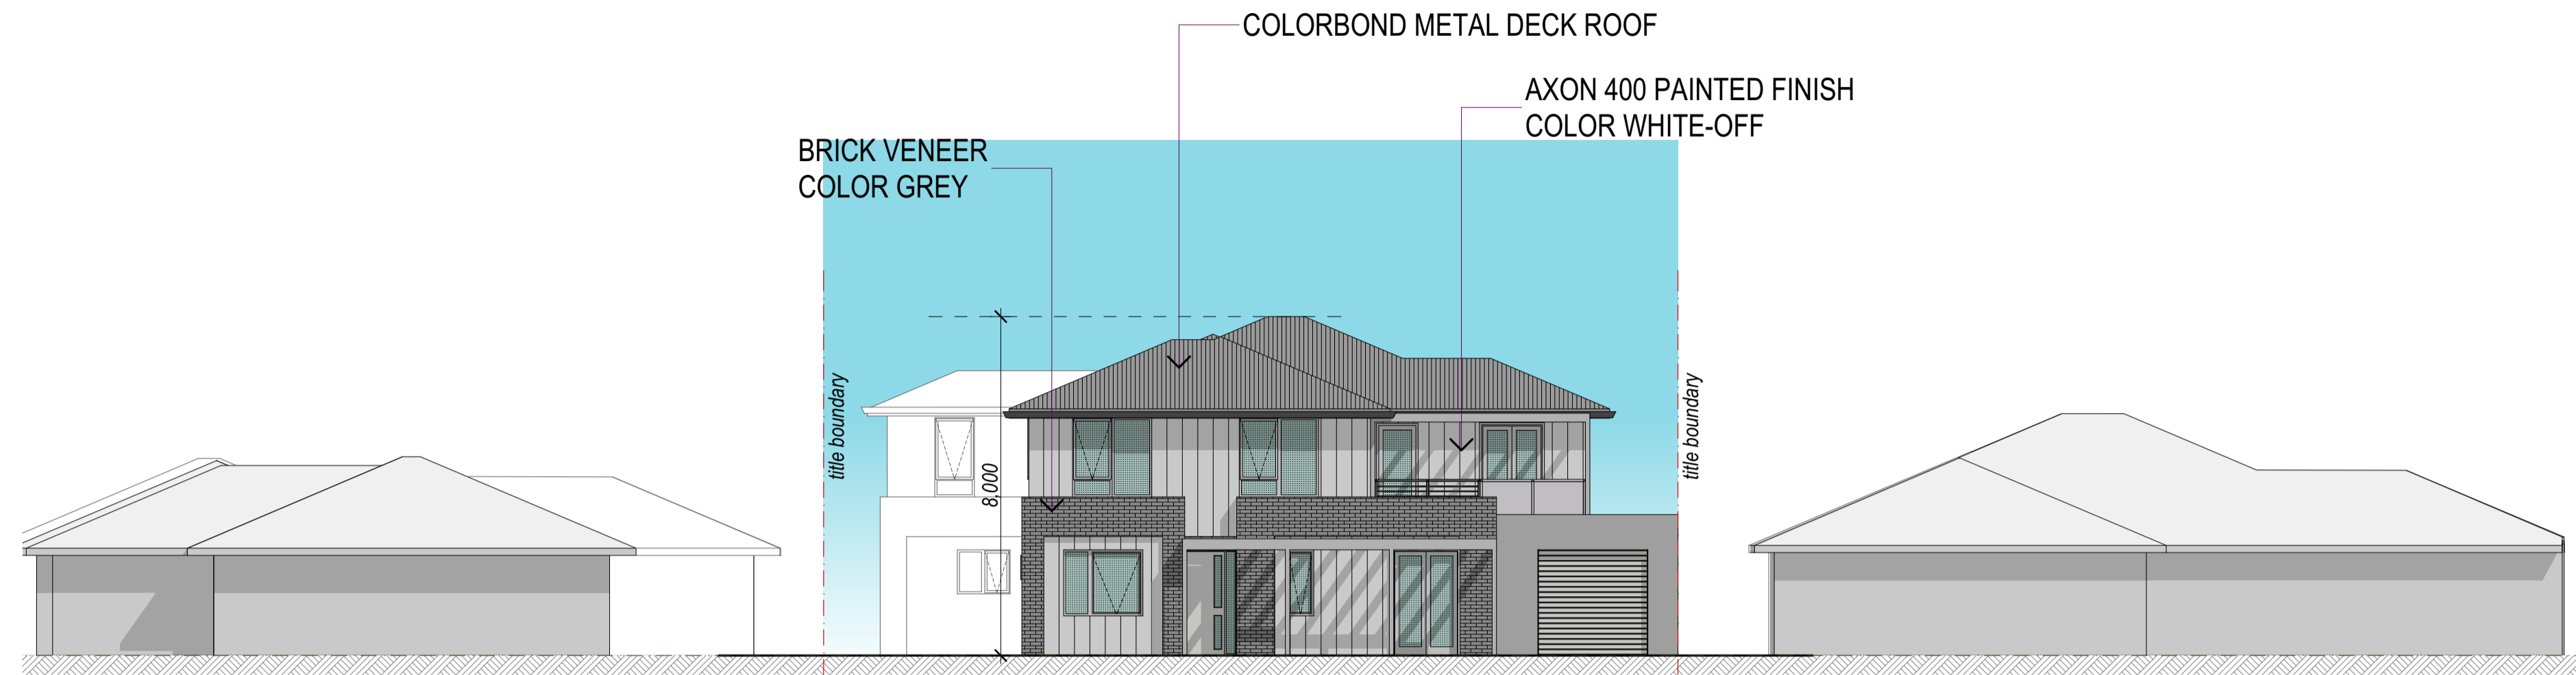 COLORBOND METAL DECK ROOF
AXON 400 PAINTED FINISH
COLOR WHITE-OFF
BRICK VENEER
COLOR GREY
title boundary
8,000
title boundary